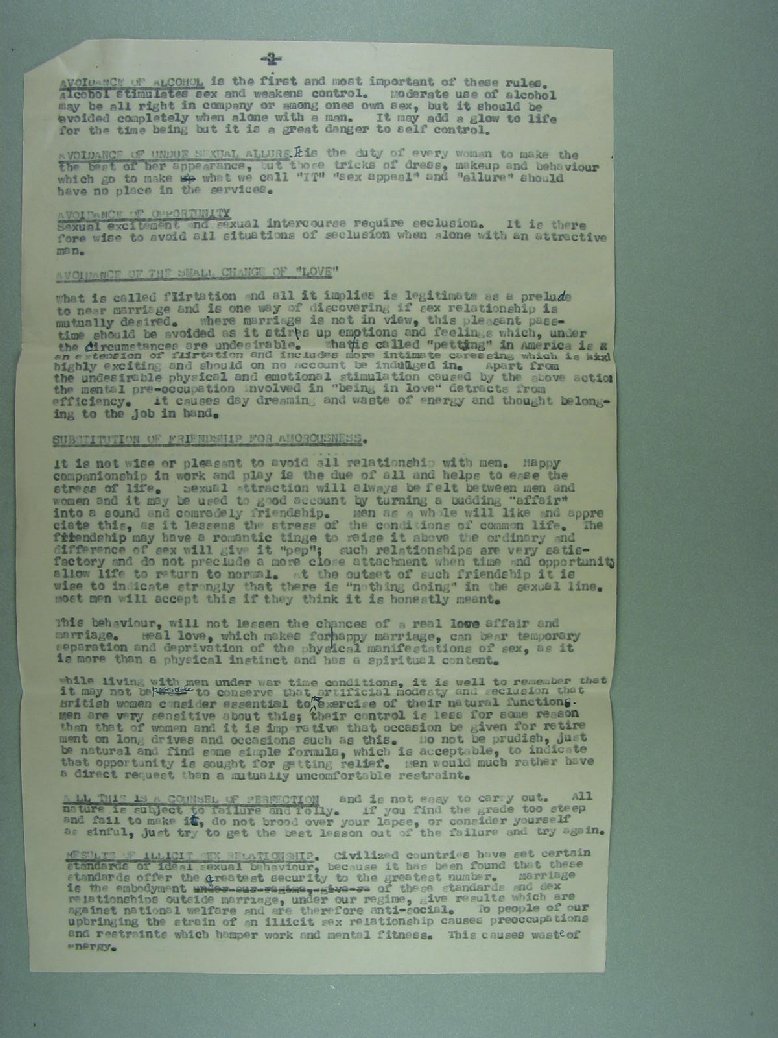 -2-
AVOIDANCE OF ALCOHOL is the first and most important of these rules.
Alcohol stimulates sex and weakens control. Moderate use of alcohol
may be all right in company or among ones own sex, but it should be
avoided completely when alone with a man. It may add a glow to life
for the time being but it is a great danger to self control.
AVOIDANCE OF UNDUE SEXUAL ALLURE. It is the duty of every woman to make the
the best of her appearance, but those tricks of dress, makeup and behaviour
which go to make up what we call "IT" "sex appeal" and "allure" should
have no place in the services.
AVOIDANCE OF OPPORTUNITY
Sexual excitement and sexual intercourse require seclusion. It is there
fore wise to avoid all situations of seclusion when alone with an attractive
man.
AVOIDANCE OF THE SMALL CHANGE OF "LOVE"
What is called flirtation and all it implies is legitimate as a prelude
to near marriage and is one way of discovering if sex relationship is
mutually desired. Where marriage is not in view, this pleasant pass-
time should be avoided as it stirs up emotions and feelings which, under
the circumstances are undesirable. What is called "petting" in America is
an extension of flirtation and includes more intimate caressing which is
highly exciting and should on no account be indulged in. Apart from
the undesirable physical and emotional stimulation caused by the above action
the mental pre-occupation involved in "being in love" detracts from
efficiency. It causes day dreaming and waste of energy and thought belong-
ing to the job in hand.
SUBSTITUTION OF FRIENDSHIP FOR AMOROUSNESS.
It is not wise or pleasant to avoid all relationship with men. Happy
companionship in work and play is the due of all and helps to ease the
stress of life. Sexual attraction will always be felt between men and
women and it may be used to good account by turning a budding "affair"
into a sound and comradely friendship. Men as a whole will like and appre
ciate this, as it lessens the stress of the conditions of common life. The
friendship may have a romantic tinge to raise it above the ordinary and
difference of sex will give it "pep"; such relationships are very satis-
factory and do not preclude a more close attachment when time and opportunity
allow life to return to normal. At the outset of such friendship it is
wise to indicate strongly that there is "nothing doing" in the sexual line.
Most men will accept this if they think it is honestly meant.
This behaviour, will not lessen the chances of a real love affair and
marriage. Real love, which makes for happy marriage, can bear temporary
separation and deprivation of the physical manifestations of sex, as it
is more than a physical instinct and has a spiritual content.
While living with men under war time conditions, it is well to remember that
it may not be to conserve that artificial modesty and seclusion that
British women consider essential to exercise of their natural functions.
Men are very sensitive about this; their control is less for some reason
than that of women and it is imperative that occasion be given for retire
ment on long drives and occasions such as this. Do not be prudish, just
be natural and find some simple formula, which is acceptable, to indicate
that opportunity is sought for getting relief. Men would much rather have
a direct request than a mutually uncomfortable restraint.
ALL THIS IS A COUNSEL OF PERFECTION and is not easy to carry out. All
nature is subject to failure and folly. If you find the grade too steep
and fail to make it, do not brood over your lapse, or consider yourself
as sinful, just try to get the best lesson out of the failure and try again.
RESULTS OF ILLICIT SEX RELATIONSHIP. Civilized countries have set certain
standards of ideal sexual behaviour, because it has been found that these
standards offer the greatest security to the greatest number. Marriage
is the embodyment under our regime, give re of these standards and sex
relationships outside marriage, under our regime, give results which are
against national welfare and are therefore anti-social. To people of our
upbringing the strain of an illicit sex relationship causes preoccupations
and restraints which hamper work and mental fitness. This causes waste of
energy.